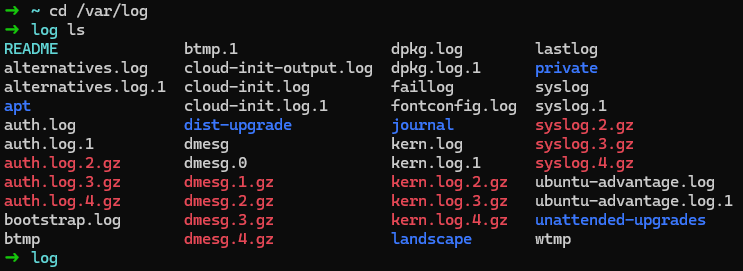 ➜ ~ cd /var/log
➜ log ls
README btmp.1 dpkg.log lastlog
alternatives.log cloud-init-output.log dpkg.log.1 private
alternatives.log.1 cloud-init.log faillog syslog
apt cloud-init.log.1 fontconfig.log syslog.1
auth.log dist-upgrade journal syslog.2.gz
auth.log.1 dmesg kern.log syslog.3.gz
auth.log.2.gz dmesg.0 kern.log.1 syslog.4.gz
auth.log.3.gz dmesg.1.gz kern.log.2.gz ubuntu-advantage.log
auth.log.4.gz dmesg.2.gz kern.log.3.gz ubuntu-advantage.log.1
bootstrap.log dmesg.3.gz kern.log.4.gz unattended-upgrades
btmp dmesg.4.gz landscape wtmp
➜ log